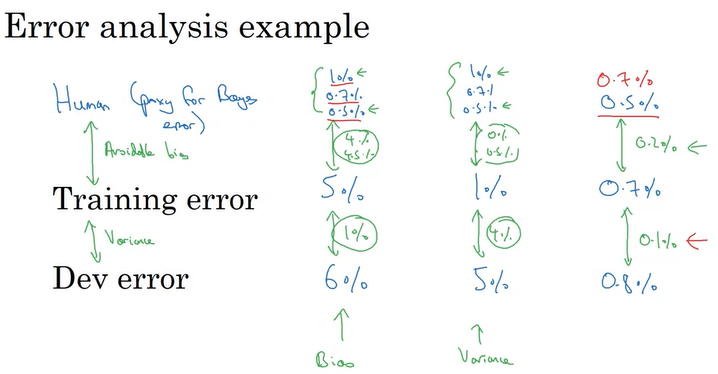 Error analysis example
Human (proxy for Bayes error)
1% 0.7% 0.5%
1% 0.7% 0.5%
0.7% 0.5%
Avoidable bias
4% 4.5%
0% 0.5%
0.2%
Training error 5% 1% 0.7%
Variance 1% 4% 0.1%
Dev error 6% 5% 0.8%
Bias Variance